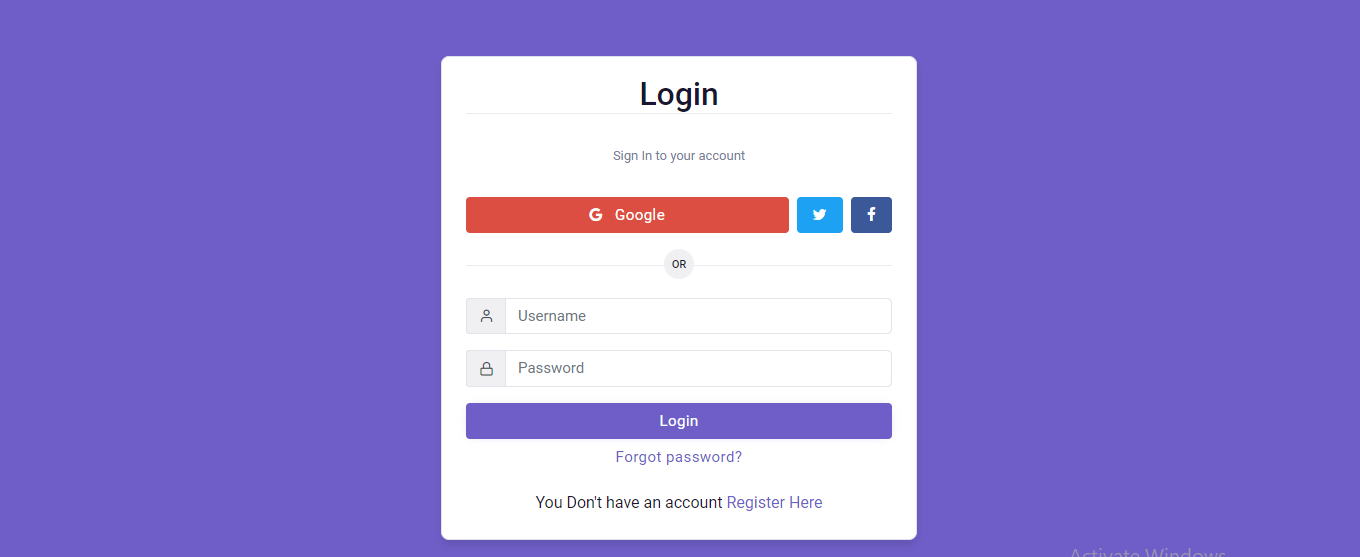 Login
Sign In to your account
Google
OR
Username
Password
Login
Forgot password?
You Don't have an account Register Here
Activate Windows